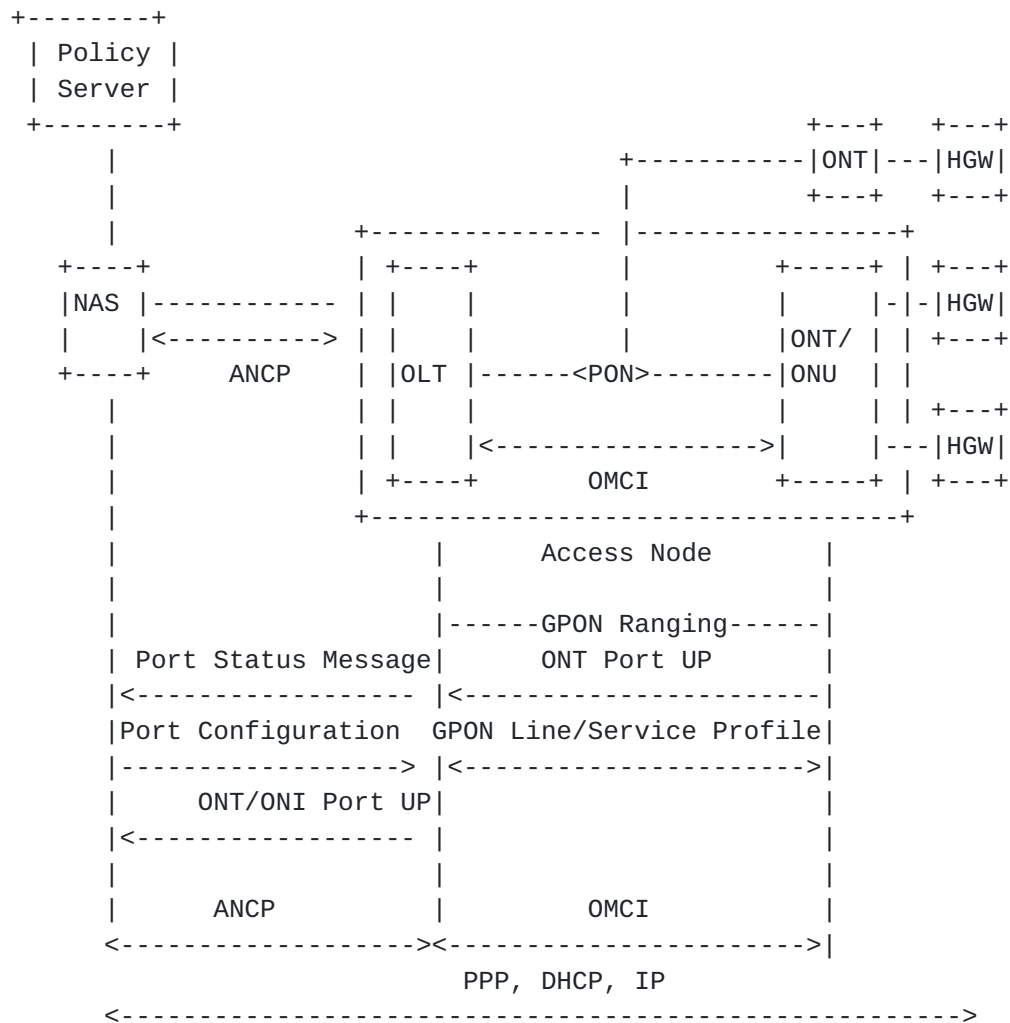 +--------+
| Policy |
| Server |
+--------+                                         +---+   +---+
     |                                +-----------|ONT|---|HGW|
     |                                |           +---+   +---+
     |               +--------------- |-----------------+
  +----+             | +----+         |         +-----+ | +---+
  |NAS |------------ | |    |         |         |     |-|-|HGW|
  |    |<----------> | |    |         |         |ONT/ | | +---+
  +----+     ANCP    | |OLT |------<PON>--------|ONU  | |
     |               | |    |                   |     | | +---+
     |               | |    |<----------------->|     |---|HGW|
     |               | +----+       OMCI        +-----+ | +---+
     |               +----------------------------------+
     |                    |      Access Node       |
     |                    |                        |
     |                    |------GPON Ranging------|
     | Port Status Message|      ONT Port UP       |
     |<------------------ |<-----------------------|
     |Port Configuration  GPON Line/Service Profile|
     |------------------> |<---------------------->|
     |     ONT/ONI Port UP|                        |
     |<------------------ |                        |
     |                    |                        |
     |      ANCP          |         OMCI           |
     <-------------------><----------------------->|
                            PPP, DHCP, IP
     <------------------------------------------------------>